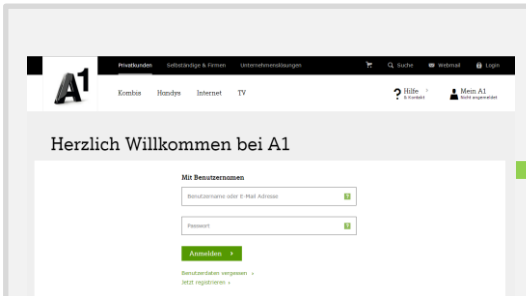 Privatkunden Selbständige & Firmen Unternehmenslösungen Suche Webmail Login
A1
Kombis Handys Internet TV
? Hilfe & Kontakt
Mein A1 Nicht angemeldet
Herzlich Willkommen bei A1
Mit Benutzernamen
Benutzername oder E-Mail Adresse ?
Passwort ?
Anmelden
Benutzerdaten vergessen
Jetzt registrieren